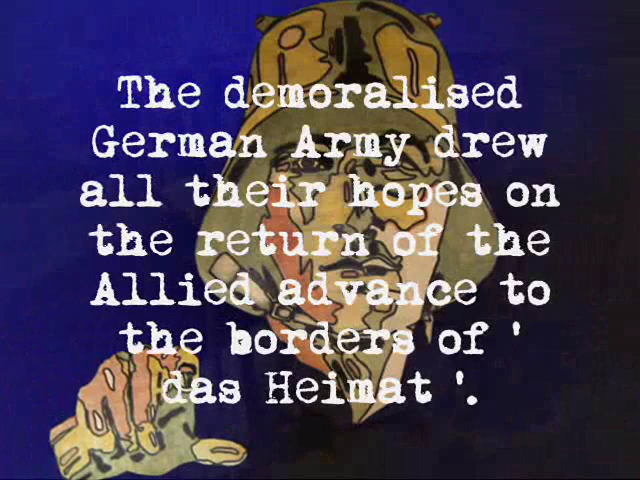 The demoralised
German Army drew
all their hopes on
the return of the
Allied advance to
the borders of '
das Heimat '.